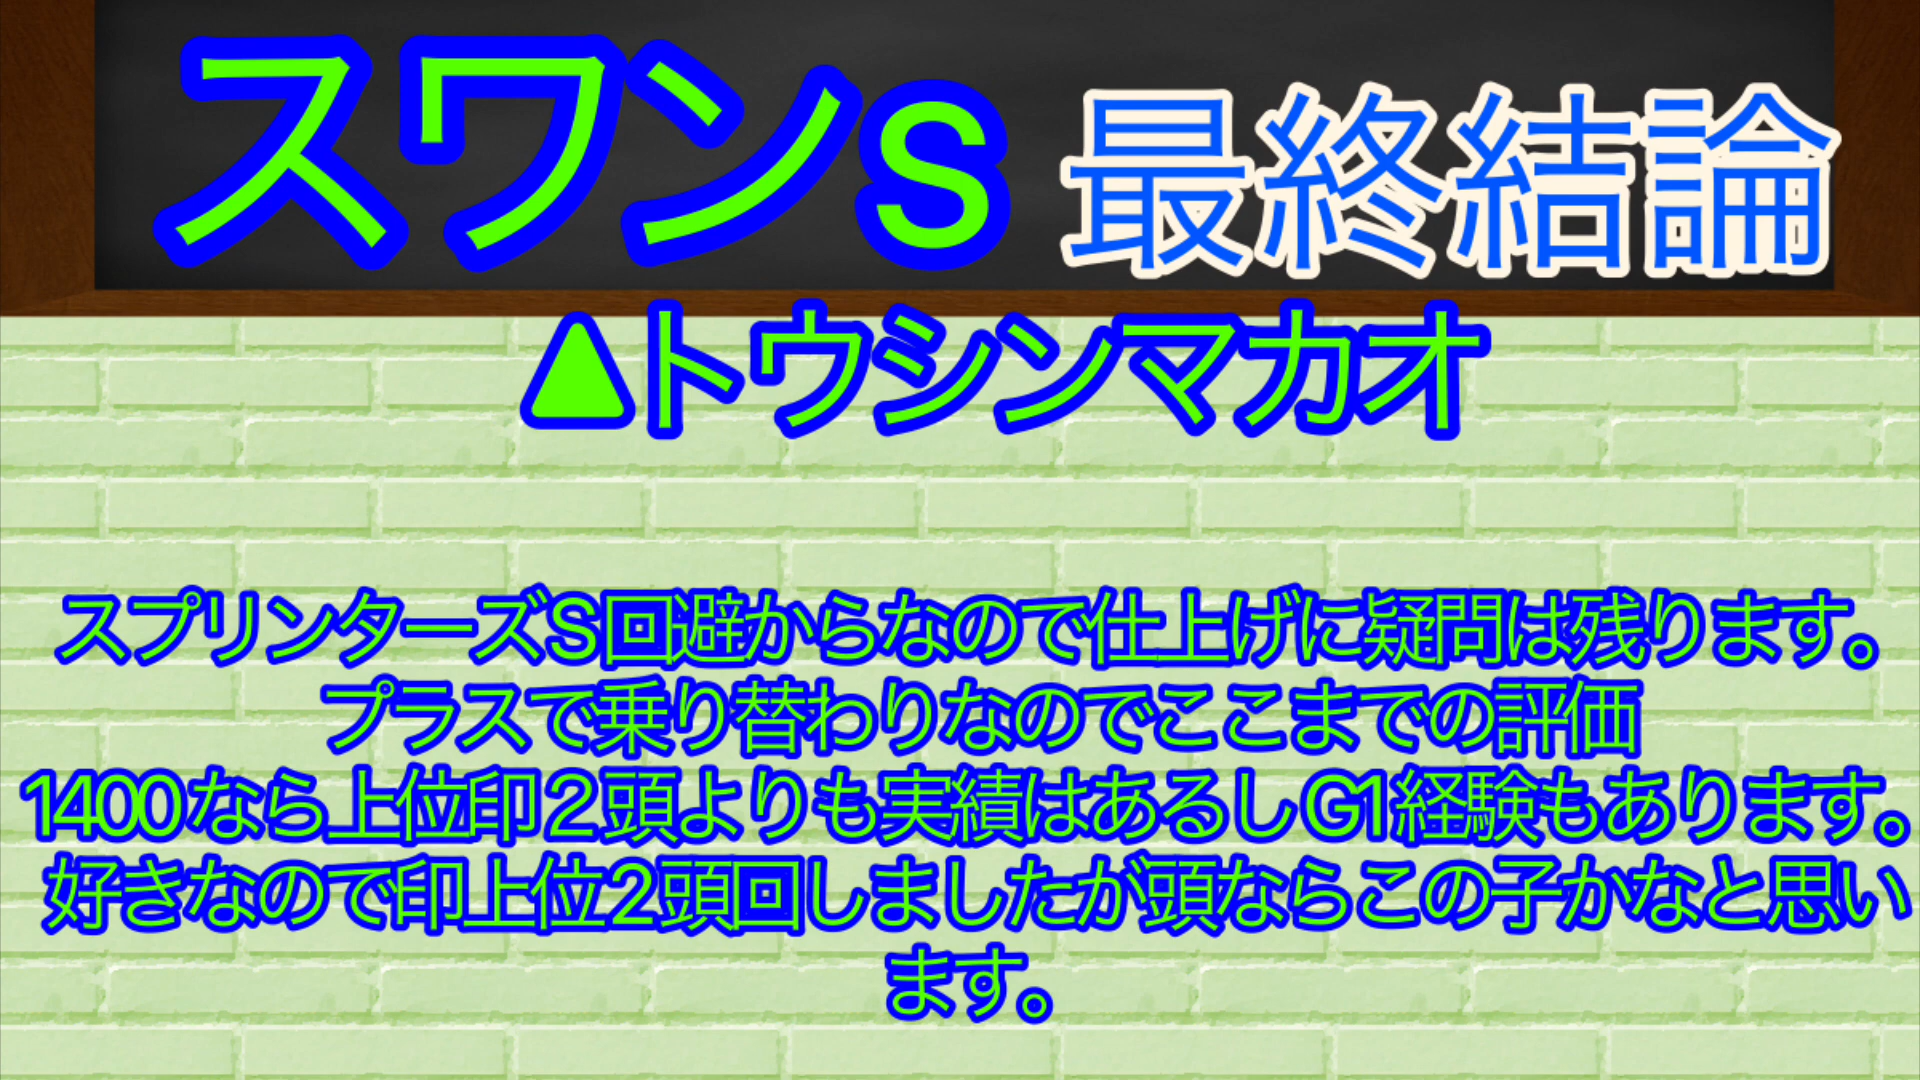 スワンS 最終結論
▲トウシンマカオ
スプリンターズS回避からなので仕上げに疑問は残ります。
プラスで乗り替わりなのでここまでの評価
1400なら上位印２頭よりも実績はあるしG1経験もあります。
好きなので印上位2頭回しましたが頭ならこの子かなと思い
ます。